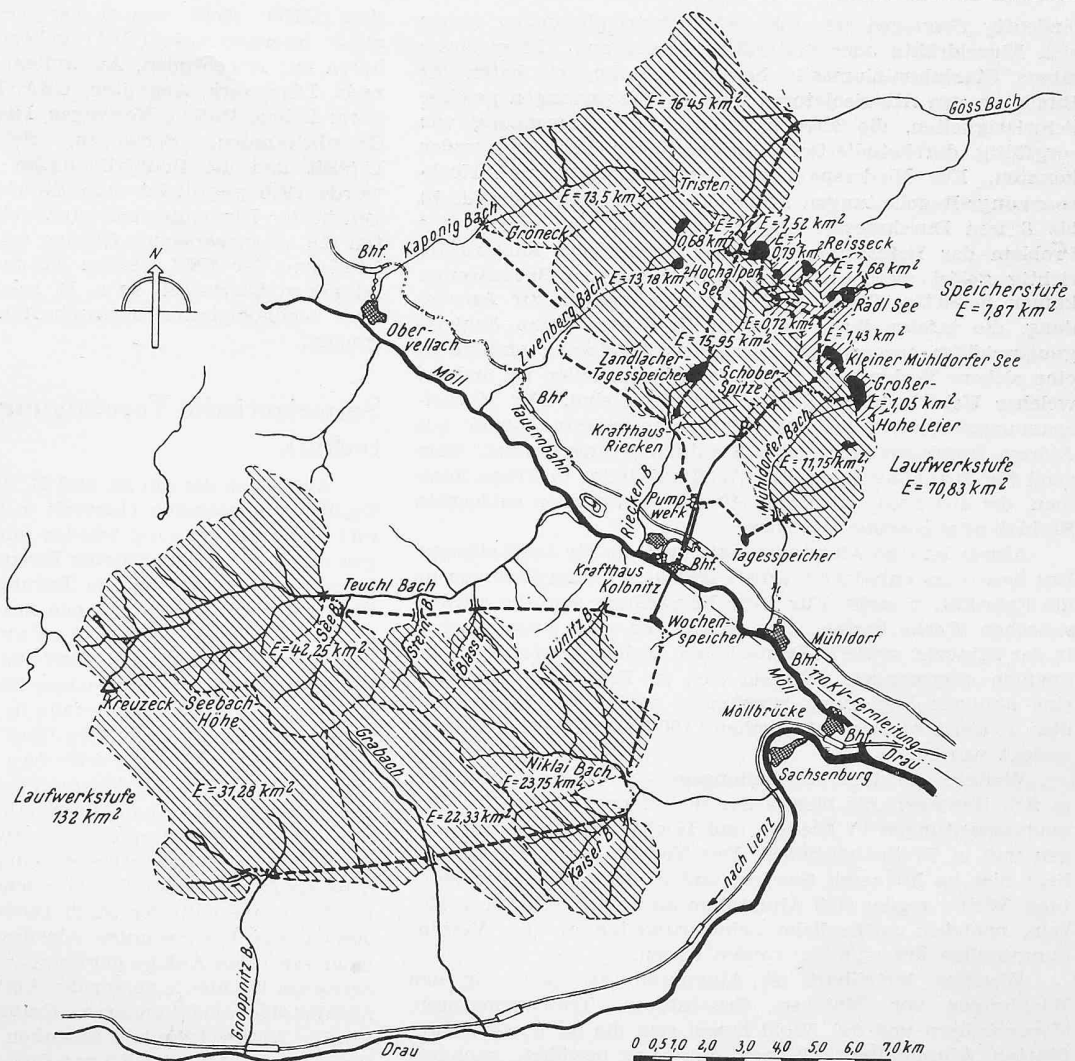 E = 16,45 km²
Göss Bach
Tristen-
E = 13,5 km²
Gröneck
Kaponig Bach
Bhf.
E = 1,52 km²
0,68 km²
0,79 km²
Reisseck
E = 1,68 km²
Hochalpen
See
E = 13,18 km²
Radl See
Speicherstufe
E = 7,87 km²
N
Ober-
vellach
Zwenberg Bach
E = 0,72 km²
1,43 km²
E = 15,95 km²
Kleiner Mühldorfer See
Zandlacher-
Tagesspeicher
Schober-
Spitze
Großer-
E = 1,05 km²
Hohe Leier
Möll
Bhf.
Tauernbahn
Krafthaus
Riecken
Mühldorfer Bach
E = 11,75 km²
Laufwerkstufe
E = 70,83 km²
Riecken B.
Pump
werk
Tagesspeicher
Krafthaus
Kolbnitz
Bhf.
Teuchl Bach
Wochen-
speicher
See B.
Stern B.
Blass B.
Lünitz B.
E = 42,25 km²
Mühldorf
Bhf.
110 KV-Fernleitung
Möll
Kreuzeck
Seebach-
Höhe
Möllbrücke
Bhf.
Drau
Sachsenburg
Grabach
Niklai Bach
E = 23,75 km²
E = 31,28 km²
E = 22,33 km²
Kaiser B.
Laufwerkstufe
132 km²
nach Lienz
Gnoppnitz B.
Drau
0 0,5 1,0 2,0 3,0 4,0 5,0 6,0 7,0 km